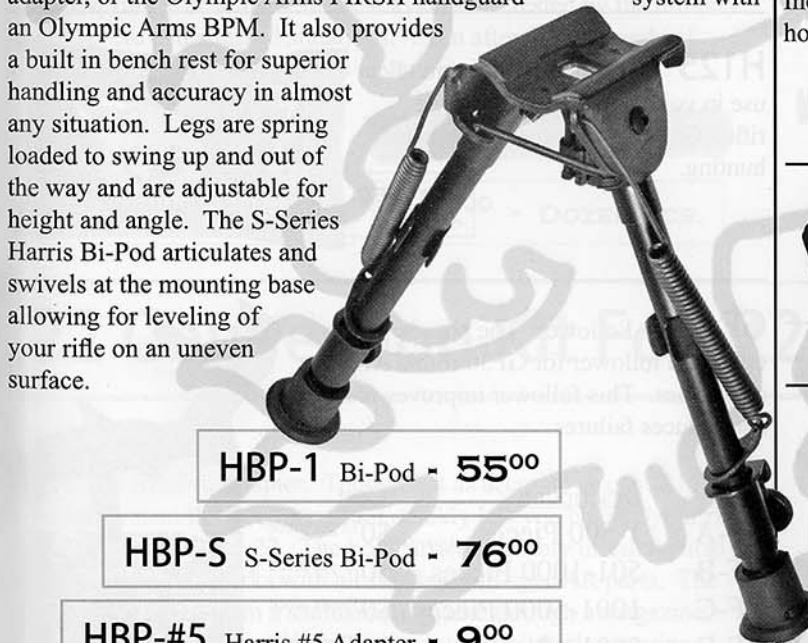 adapter, or the Olympic Arms FIRSH handguard system with
an Olympic Arms BPM. It also provides
a built in bench rest for superior
handling and accuracy in almost
any situation. Legs are spring
loaded to swing up and out of
the way and are adjustable for
height and angle. The S-Series
Harris Bi-Pod articulates and
swivels at the mounting base
allowing for leveling of
your rifle on an uneven
surface.
HBP-1 Bi-Pod - 55⁰⁰
HBP-S S-Series Bi-Pod - 76⁰⁰
HBP-#5 Harris #5 Adapter - 9⁰⁰